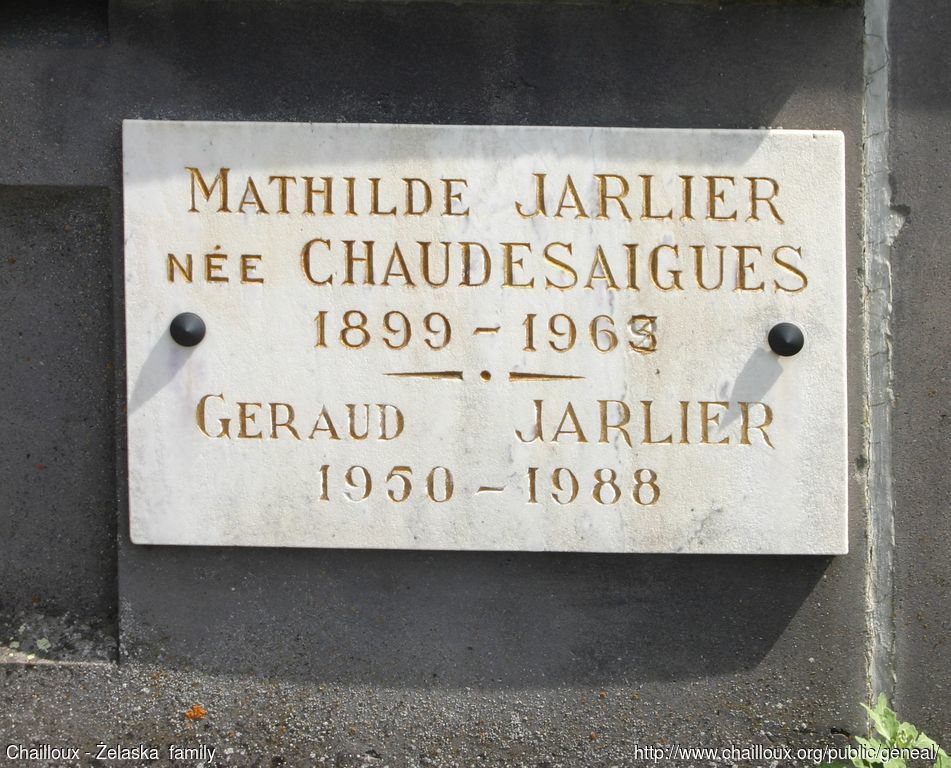 MATHILDE JARLIER
NÉE CHAUDESAIGUES
1899 - 1963
GERAUD JARLIER
1950 - 1988
Chailloux - Żelaska family
http://www.chailloux.org/public/geneal/